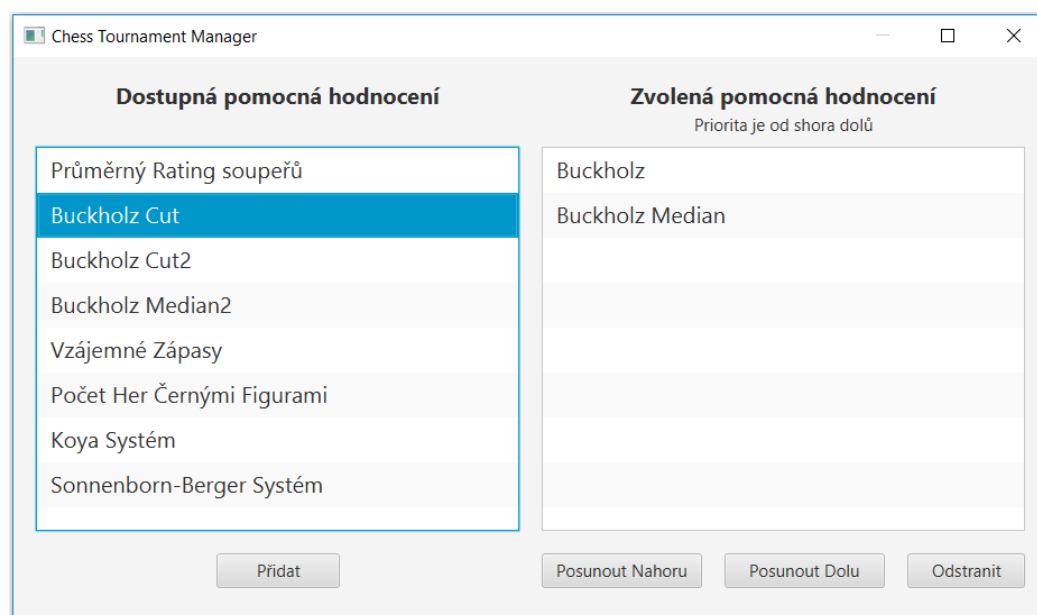 Chess Tournament Manager
Dostupná pomocná hodnocení
Průměrný Rating soupeřů
Buckholz Cut
Buckholz Cut2
Buckholz Median2
Vzájemné Zápasy
Počet Her Černými Figurami
Koya Systém
Sonnenborn-Berger Systém
Přidat
Zvolená pomocná hodnocení
Priorita je od shora dolů
Buckholz
Buckholz Median
Posunout Nahoru
Posunout Dolu
Odstranit